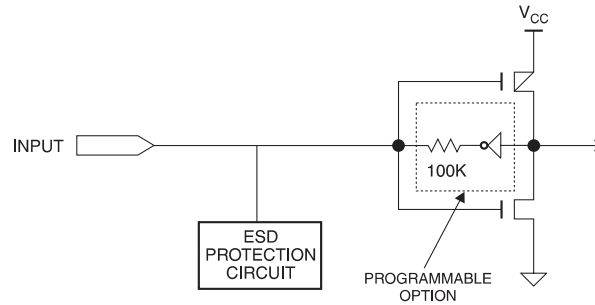 VCC
INPUT
100K
ESD
PROTECTION
CIRCUIT
PROGRAMMABLE
OPTION